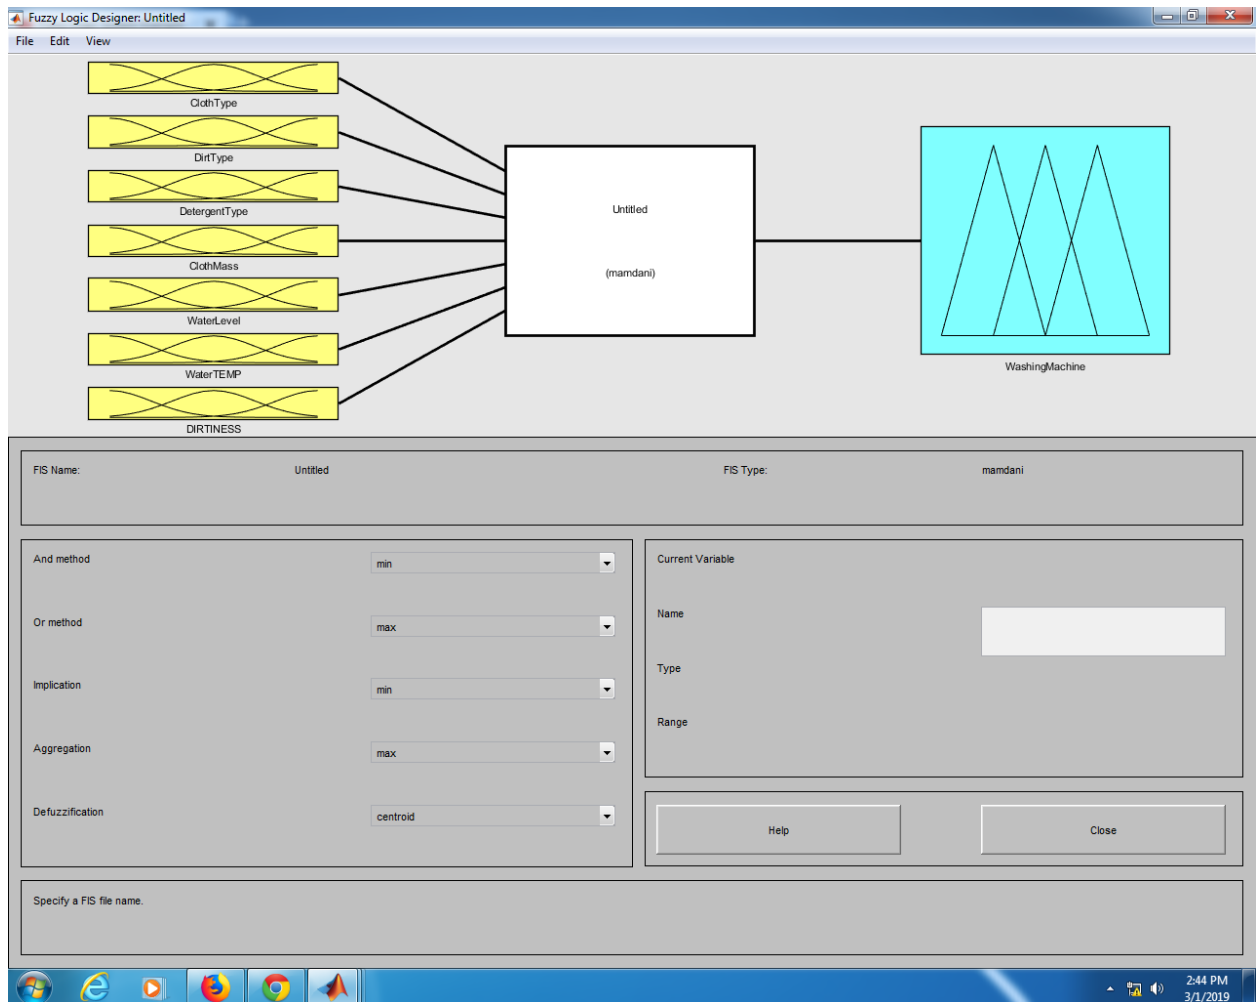 Fuzzy Logic Designer: Untitled
File Edit View
ClothType
DirtType
DetergentType
ClothMass
WaterLevel
WaterTEMP
DIRTINESS
Untitled
(mamdani)
WashingMachine
FIS Name: Untitled FIS Type: mamdani
And method min
Or method max
Implication min
Aggregation max
Defuzzification centroid
Current Variable
Name
Type
Range
Help Close
Specify a FIS file name.
2:44 PM
3/1/2019